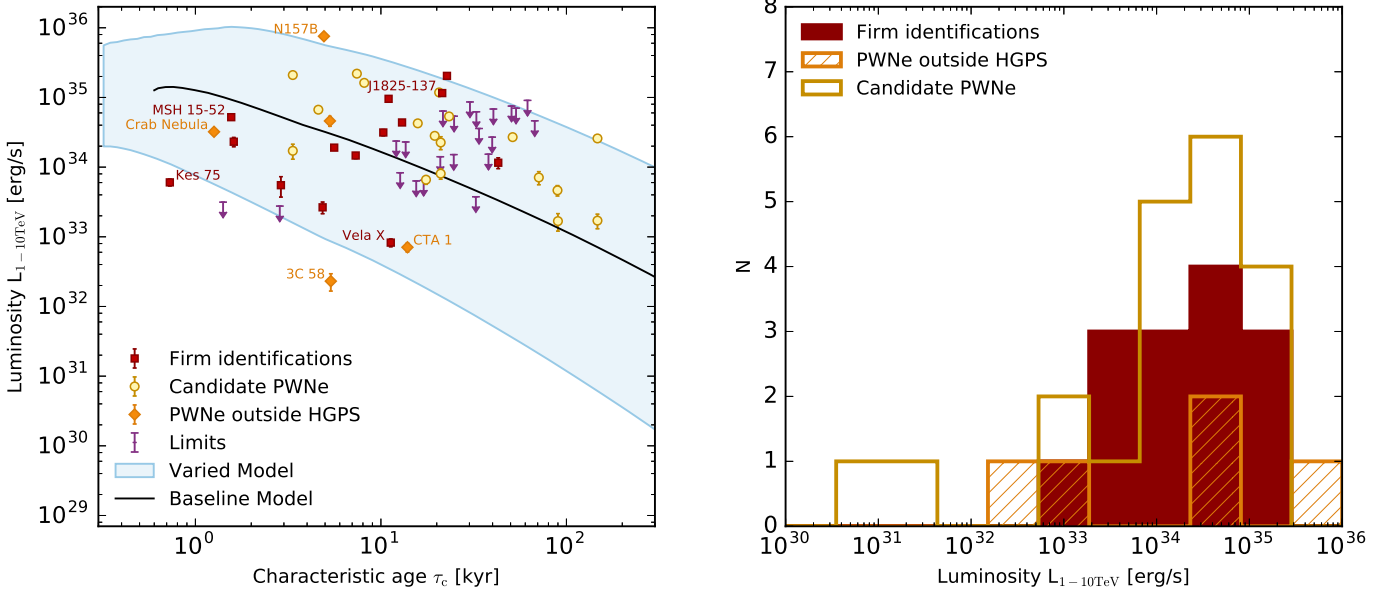 10^36
10^35
10^34
10^33
10^32
10^31
10^30
10^29
Luminosity L_{1−10TeV} [erg/s]
N157B
J1825-137
MSH 15-52
Crab Nebula
Kes 75
Vela X
CTA 1
3C 58
Firm identifications
Candidate PWNe
PWNe outside HGPS
Limits
Varied Model
Baseline Model
10^0
10^1
10^2
Characteristic age τ_c [kyr]
8
7
6
5
4
3
2
1
0
N
Firm identifications
PWNe outside HGPS
Candidate PWNe
10^30
10^31
10^32
10^33
10^34
10^35
10^36
Luminosity L_{1−10TeV} [erg/s]